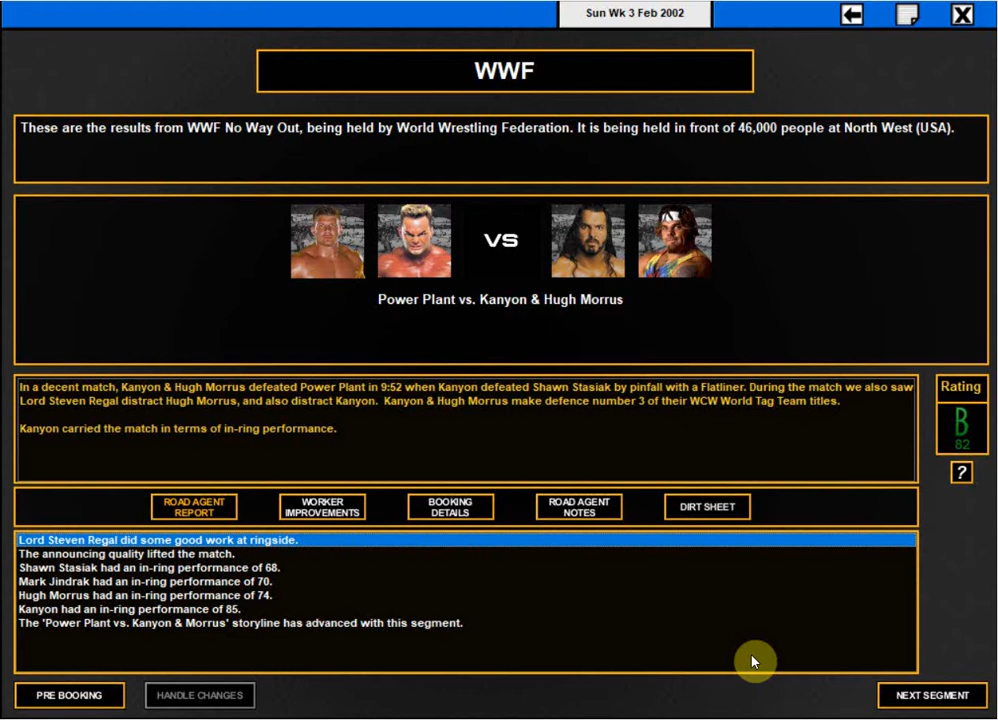 Sun Wk 3 Feb 2002
WWF
These are the results from WWF No Way Out, being held by World Wrestling Federation. It is being held in front of 46,000 people at North West (USA).
VS
Power Plant vs. Kanyon & Hugh Morrus
In a decent match, Kanyon & Hugh Morrus defeated Power Plant in 9:52 when Kanyon defeated Shawn Stasiak by pinfall with a Flatliner. During the match we also saw
Lord Steven Regal distract Hugh Morrus, and also distract Kanyon.  Kanyon & Hugh Morrus make defence number 3 of their WCW World Tag Team titles.
Kanyon carried the match in terms of in-ring performance.
Rating
B
82
?
ROAD AGENT
REPORT
WORKER
IMPROVEMENTS
BOOKING
DETAILS
ROAD AGENT
NOTES
DIRT SHEET
Lord Steven Regal did some good work at ringside.
The announcing quality lifted the match.
Shawn Stasiak had an in-ring performance of 68.
Mark Jindrak had an in-ring performance of 70.
Hugh Morrus had an in-ring performance of 74.
Kanyon had an in-ring performance of 85.
The 'Power Plant vs. Kanyon & Morrus' storyline has advanced with this segment.
PRE BOOKING
HANDLE CHANGES
NEXT SEGMENT